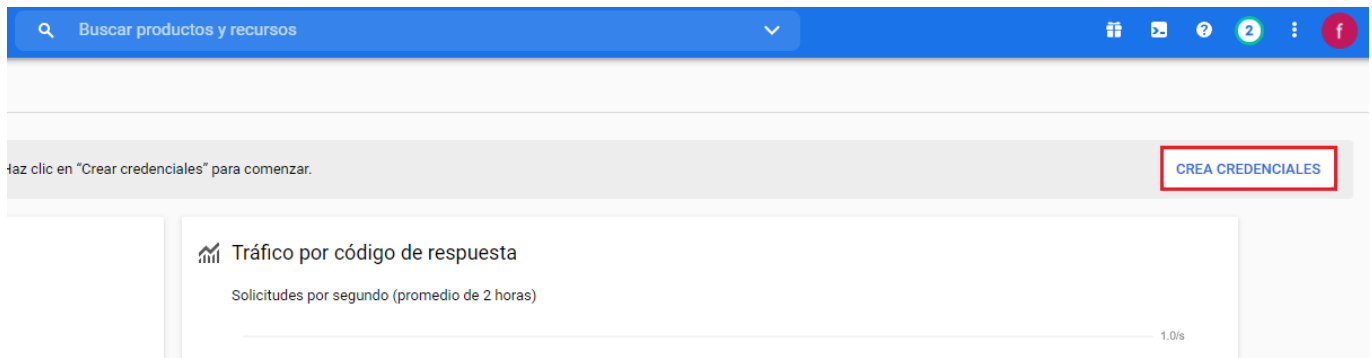 Buscar productos y recursos
2
f
Haz clic en “Crear credenciales” para comenzar.
CREA CREDENCIALES
Tráfico por código de respuesta
Solicitudes por segundo (promedio de 2 horas)
1.0/s